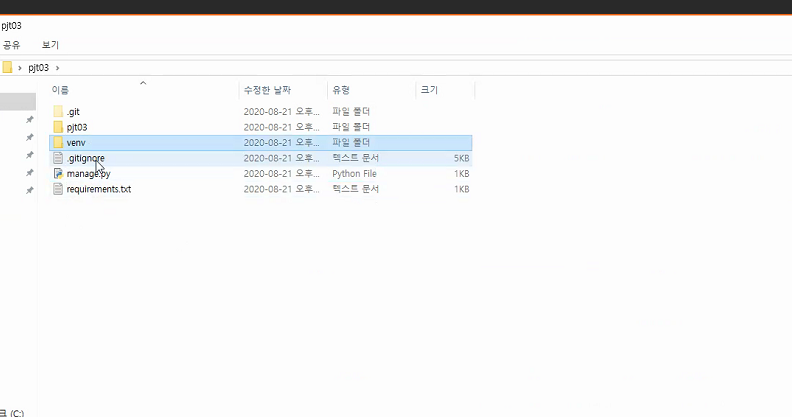 pjt03
공유 보기
pjt03
이름 수정한 날짜 유형 크기
.git 2020-08-21 오후... 파일 폴더
pjt03 2020-08-21 오후... 파일 폴더
venv 2020-08-21 오후... 파일 폴더
.gitignore 2020-08-21 오후... 텍스트 문서 5KB
manage.py 2020-08-21 오후... Python File 1KB
requirements.txt 2020-08-21 오후... 텍스트 문서 1KB
크 (C:)